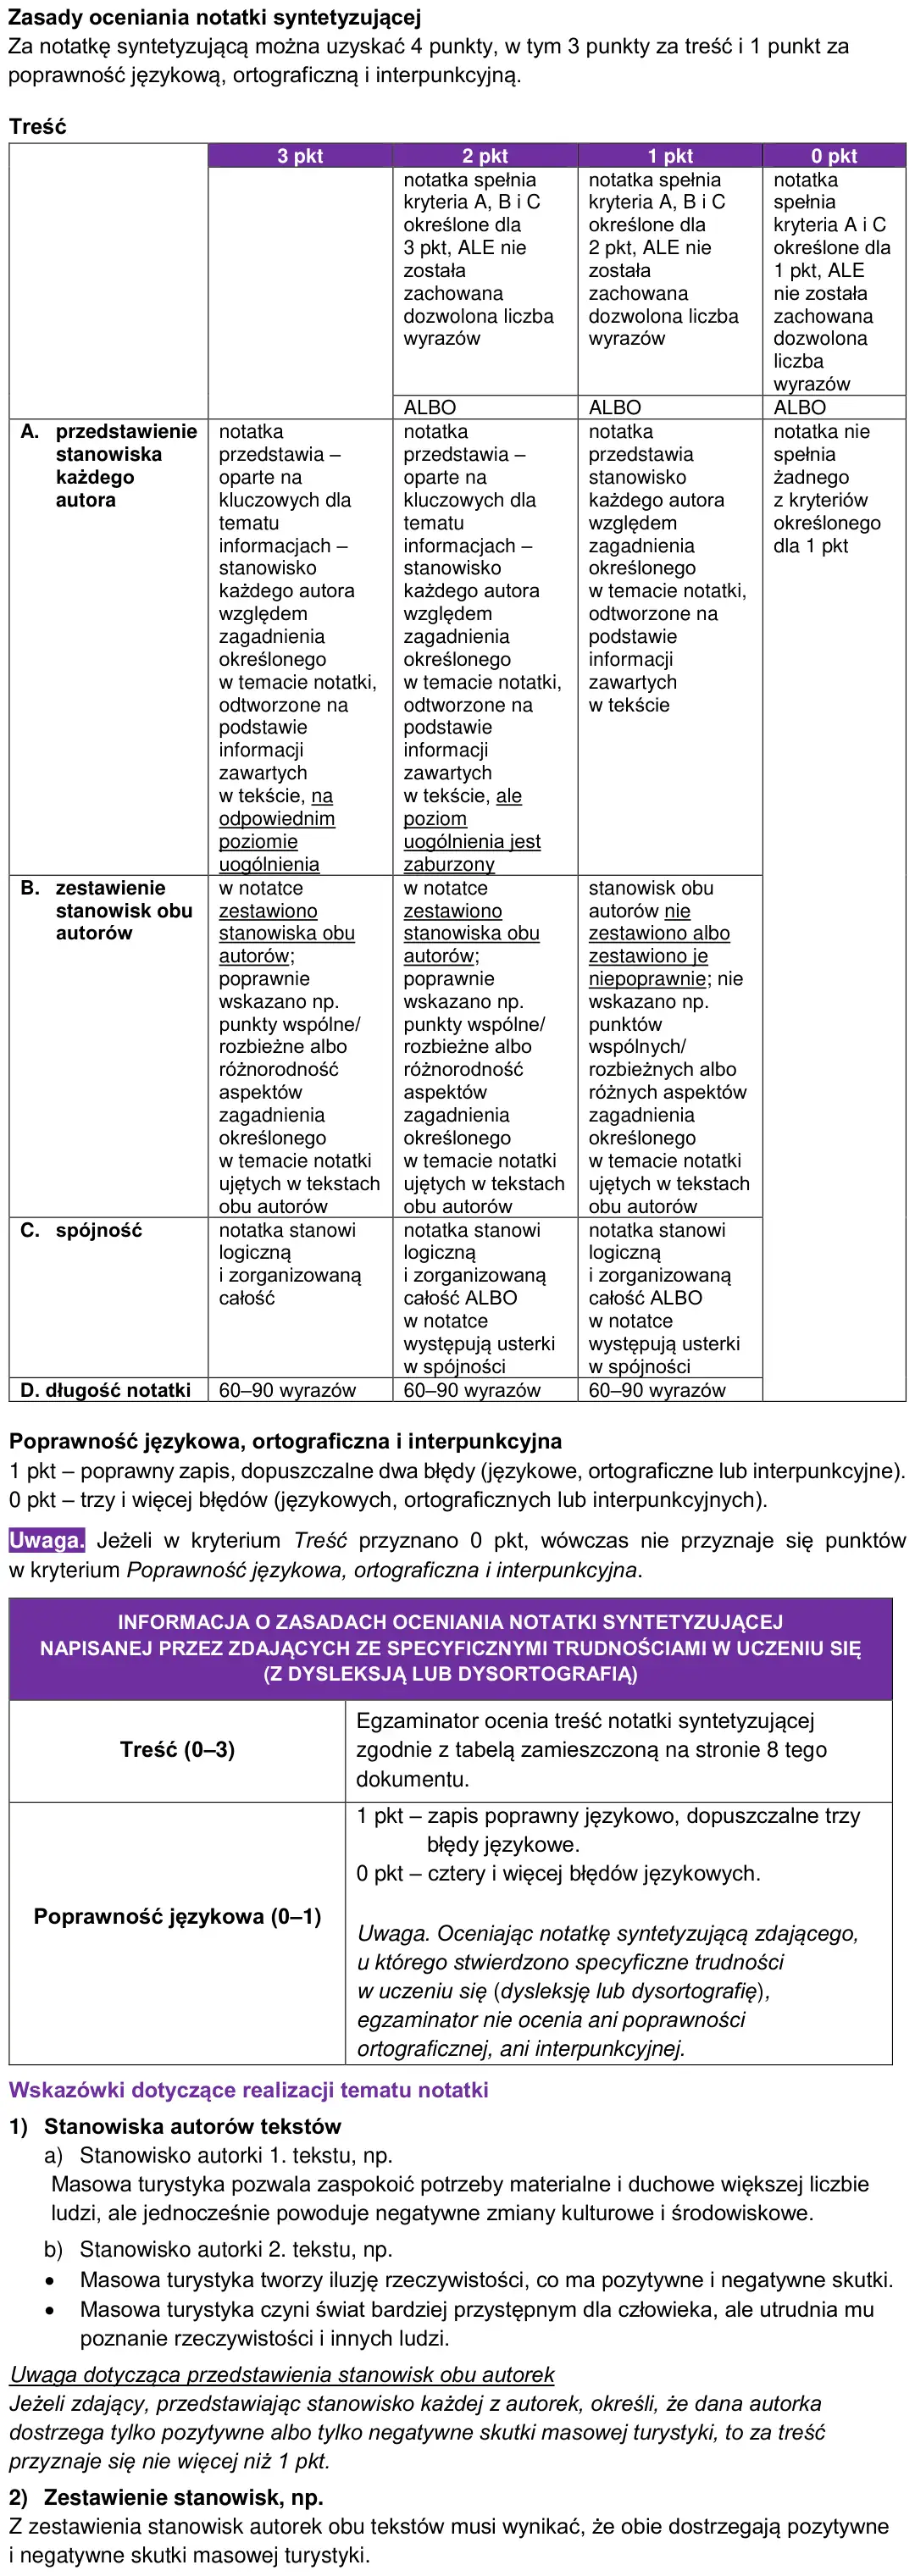 Zasady oceniania notatki syntetyzującej
Za notatkę syntetyzującą można uzyskać 4 punkty, w tym 3 punkty za treść i 1 punkt za
poprawność językową, ortograficzną i interpunkcyjną.
Treść
3 pkt
2 pkt
1 pkt
0 pkt
notatka spełnia
kryteria A, B i C
określone dla
3 pkt, ALE nie
została
zachowana
dozwolona liczba
wyrazów
notatka spełnia
kryteria A, B i C
określone dla
2 pkt, ALE nie
została
zachowana
dozwolona liczba
wyrazów
notatka
spełnia
kryteria A i C
określone dla
1 pkt, ALE
nie została
zachowana
dozwolona
liczba
wyrazów
ALBO
ALBO
ALBO
A. przedstawienie
stanowiska
każdego
autora
notatka
przedstawia –
oparte na
kluczowych dla
tematu
informacjach –
stanowisko
każdego autora
względem
zagadnienia
określonego
w temacie notatki,
odtworzone na
podstawie
informacji
zawartych
w tekście, na
odpowiednim
poziomie
uogólnienia
notatka
przedstawia –
oparte na
kluczowych dla
tematu
informacjach –
stanowisko
każdego autora
względem
zagadnienia
określonego
w temacie notatki,
odtworzone na
podstawie
informacji
zawartych
w tekście, ale
poziom
uogólnienia jest
zaburzony
notatka
przedstawia
stanowisko
każdego autora
względem
zagadnienia
określonego
w temacie notatki,
odtworzone na
podstawie
informacji
zawartych
w tekście
notatka nie
spełnia
żadnego
z kryteriów
określonego
dla 1 pkt
B. zestawienie
stanowisk obu
autorów
w notatce
zestawiono
stanowiska obu
autorów;
poprawnie
wskazano np.
punkty wspólne/
rozbieżne albo
różnorodność
aspektów
zagadnienia
określonego
w temacie notatki
ujętych w tekstach
obu autorów
w notatce
zestawiono
stanowiska obu
autorów;
poprawnie
wskazano np.
punkty wspólne/
rozbieżne albo
różnorodność
aspektów
zagadnienia
określonego
w temacie notatki
ujętych w tekstach
obu autorów
stanowisk obu
autorów nie
zestawiono albo
zestawiono je
niepoprawnie; nie
wskazano np.
punktów
wspólnych/
rozbieżnych albo
różnych aspektów
zagadnienia
określonego
w temacie notatki
ujętych w tekstach
obu autorów
C. spójność
notatka stanowi
logiczną
i zorganizowaną
całość
notatka stanowi
logiczną
i zorganizowaną
całość ALBO
w notatce
występują usterki
w spójności
notatka stanowi
logiczną
i zorganizowaną
całość ALBO
w notatce
występują usterki
w spójności
D. długość notatki
60–90 wyrazów
60–90 wyrazów
60–90 wyrazów
Poprawność językowa, ortograficzna i interpunkcyjna
1 pkt – poprawny zapis, dopuszczalne dwa błędy (językowe, ortograficzne lub interpunkcyjne).
0 pkt – trzy i więcej błędów (językowych, ortograficznych lub interpunkcyjnych).
Uwaga. Jeżeli w kryterium Treść przyznano 0 pkt, wówczas nie przyznaje się punktów
w kryterium Poprawność językowa, ortograficzna i interpunkcyjna.
INFORMACJA O ZASADACH OCENIANIA NOTATKI SYNTETYZUJĄCEJ
NAPISANEJ PRZEZ ZDAJĄCYCH ZE SPECYFICZNYMI TRUDNOŚCIAMI W UCZENIU SIĘ
(Z DYSLEKSJĄ LUB DYSORTOGRAFIĄ)
Treść (0–3)
Egzaminator ocenia treść notatki syntetyzującej
zgodnie z tabelą zamieszczoną na stronie 8 tego
dokumentu.
Poprawność językowa (0–1)
1 pkt – zapis poprawny językowo, dopuszczalne trzy
błędy językowe.
0 pkt – cztery i więcej błędów językowych.
Uwaga. Oceniając notatkę syntetyzującą zdającego,
u którego stwierdzono specyficzne trudności
w uczeniu się (dysleksję lub dysortografię),
egzaminator nie ocenia ani poprawności
ortograficznej, ani interpunkcyjnej.
Wskazówki dotyczące realizacji tematu notatki
1) Stanowiska autorów tekstów
a) Stanowisko autorki 1. tekstu, np.
Masowa turystyka pozwala zaspokoić potrzeby materialne i duchowe większej liczbie
ludzi, ale jednocześnie powoduje negatywne zmiany kulturowe i środowiskowe.
b) Stanowisko autorki 2. tekstu, np.
• Masowa turystyka tworzy iluzję rzeczywistości, co ma pozytywne i negatywne skutki.
• Masowa turystyka czyni świat bardziej przystępnym dla człowieka, ale utrudnia mu
poznanie rzeczywistości i innych ludzi.
Uwaga dotycząca przedstawienia stanowisk obu autorek
Jeżeli zdający, przedstawiając stanowisko każdej z autorek, określi, że dana autorka
dostrzega tylko pozytywne albo tylko negatywne skutki masowej turystyki, to za treść
przyznaje się nie więcej niż 1 pkt.
2) Zestawienie stanowisk, np.
Z zestawienia stanowisk autorek obu tekstów musi wynikać, że obie dostrzegają pozytywne
i negatywne skutki masowej turystyki.